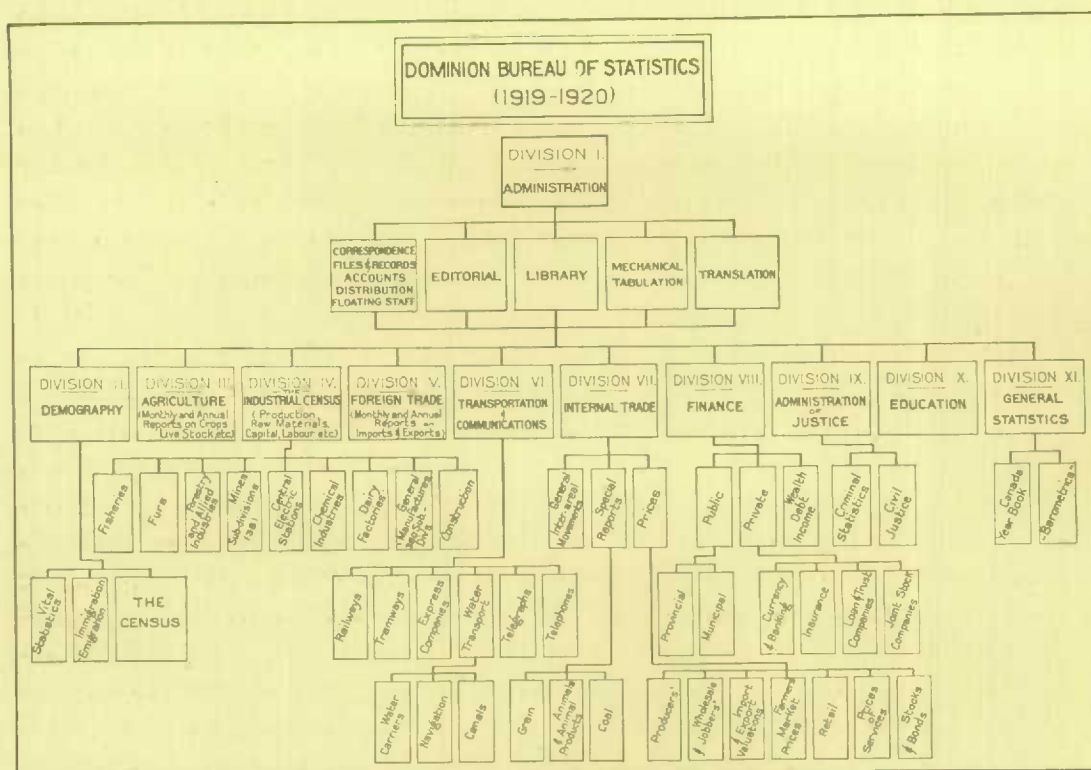 DOMINION BUREAU OF STATISTICS
(1919-1920)
DIVISION I.
ADMINISTRATION
CORRESPONDENCE
FILES & RECORDS
ACCOUNTS
DISTRIBUTION
FLOATING STAFF
EDITORIAL
LIBRARY
MECHANICAL
TABULATION
TRANSLATION
DIVISION II.
DEMOGRAPHY
DIVISION III.
AGRICULTURE
(Monthly and Annual
Reports on Crops
Live Stock, etc)
DIVISION IV.
THE
INDUSTRIAL CENSUS
(Production,
Raw Materials,
Capital, Labour etc)
DIVISION V.
FOREIGN TRADE
(Monthly and Annual
Reports on
Imports & Exports)
DIVISION VI.
TRANSPORTATION
&
COMMUNICATIONS
DIVISION VII.
INTERNAL TRADE
DIVISION VIII.
FINANCE
DIVISION IX.
ADMINISTRATION
OF
JUSTICE
DIVISION X.
EDUCATION
DIVISION XI.
GENERAL
STATISTICS
Fisheries
Furs
Forestry
and Allied
Industries
Mines
Sub-divisions
(38)
Central
Electric
Stations
Chemical
Industries
Dairy
Factories
General
Manufactures
Divs.
Construction
General
Inter-areal
Movements
Special
Reports
Prices
Public
Private
Wealth
Debt
Income
Criminal
Statistics
Civil
Justice
Canada
Year Book
"Barometrics"
Vital
Statistics
Immigration
Emigration
THE
CENSUS
Railways
Tramways
Express
Companies
Water
Transport
Telegraphs
Telephones
Provincial
Municipal
Currency
& Banking
Insurance
Loan & Trust
Companies
Joint Stock
Companies
Water
Carriers
Navigation
Canals
Grain
Animals
& Animal
Products
Coal
Producers'
Wholesale
& Jobbers'
Import
& Export
Valuations
Farmers
Market
Prices
Retail
Prices
of
Services
Stocks
& Bonds